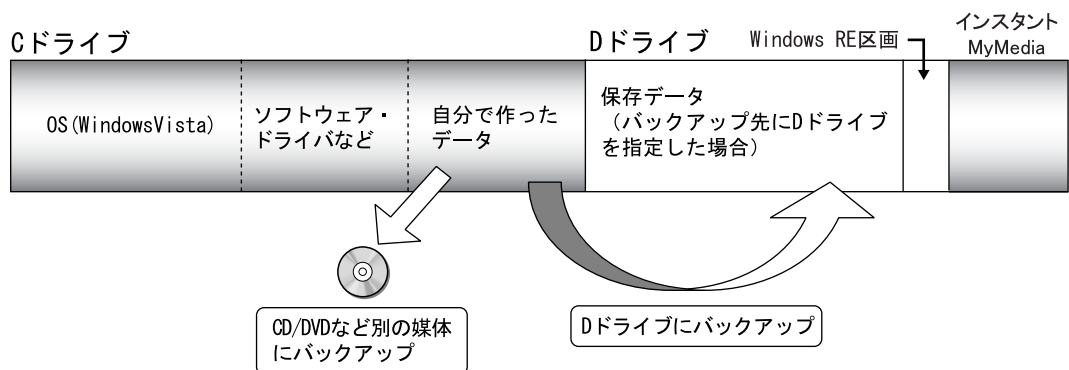 Cドライブ
Dドライブ
Windows RE区画
インスタント
MyMedia
OS(WindowsVista)
ソフトウェア・
ドライバなど
自分で作った
データ
保存データ
(バックアップ先にDドライブ
を指定した場合)
CD/DVDなど別の媒体
にバックアップ
Dドライブにバックアップ